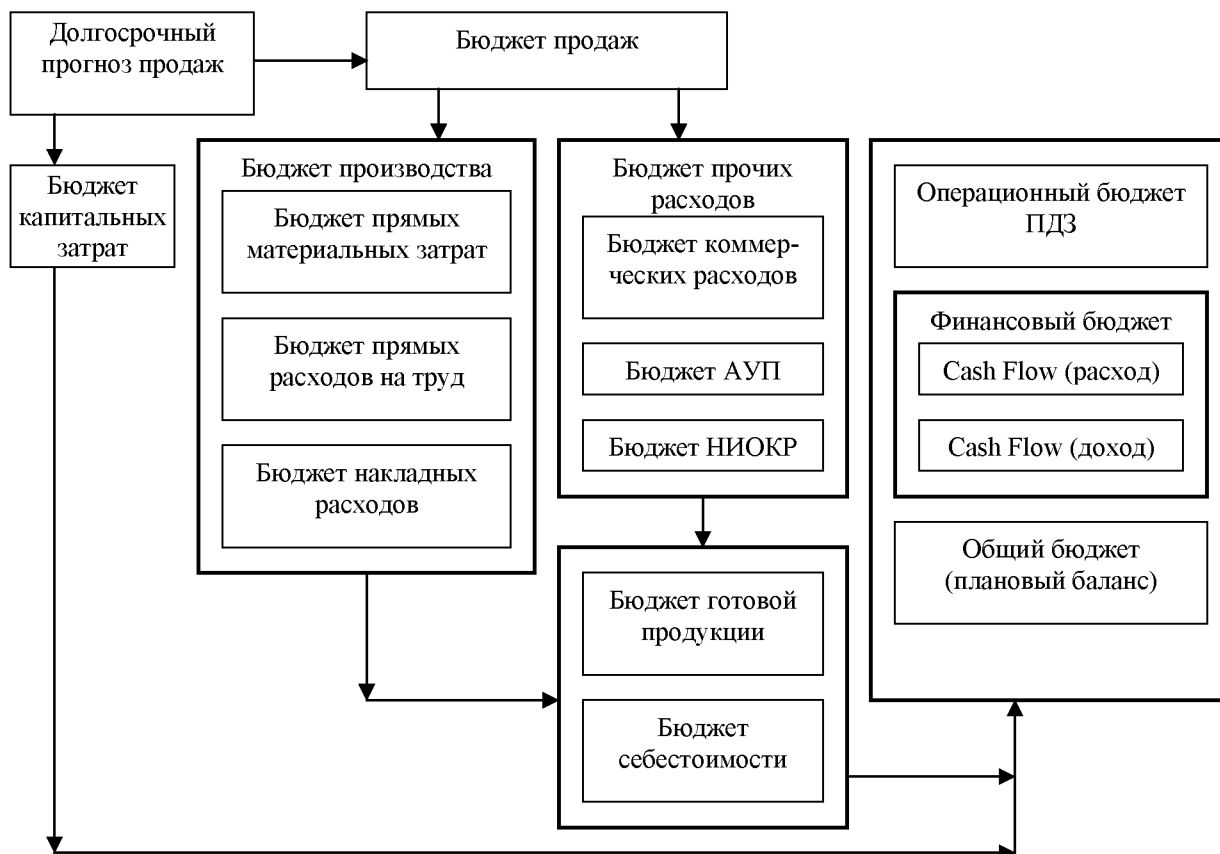 Долгосрочный
прогноз продаж
Бюджет продаж
Бюджет
капитальных
затрат
Бюджет производства
Бюджет прямых
материальных затрат
Бюджет прямых
расходов на труд
Бюджет накладных
расходов
Бюджет прочих
расходов
Бюджет коммер-
ческих расходов
Бюджет АУП
Бюджет НИОКР
Бюджет готовой
продукции
Бюджет
себестоимости
Операционный бюджет
ПДЗ
Финансовый бюджет
Cash Flow (расход)
Cash Flow (доход)
Общий бюджет
(плановый баланс)